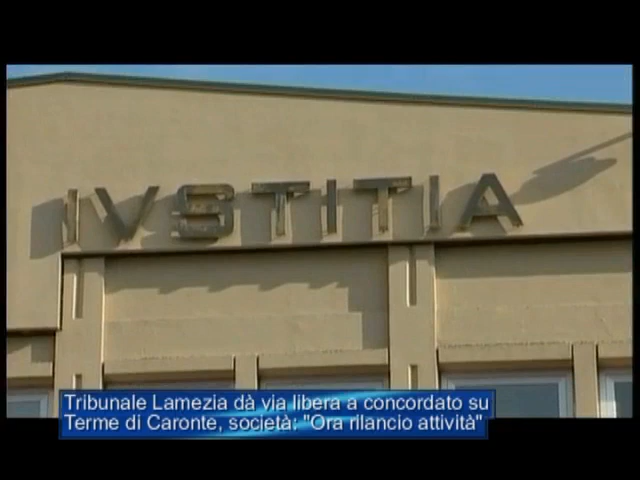 IVSTITIA
Tribunale Lamezia dà via libera a concordato su
Terme di Caronte, società: "Ora rilancio attività"